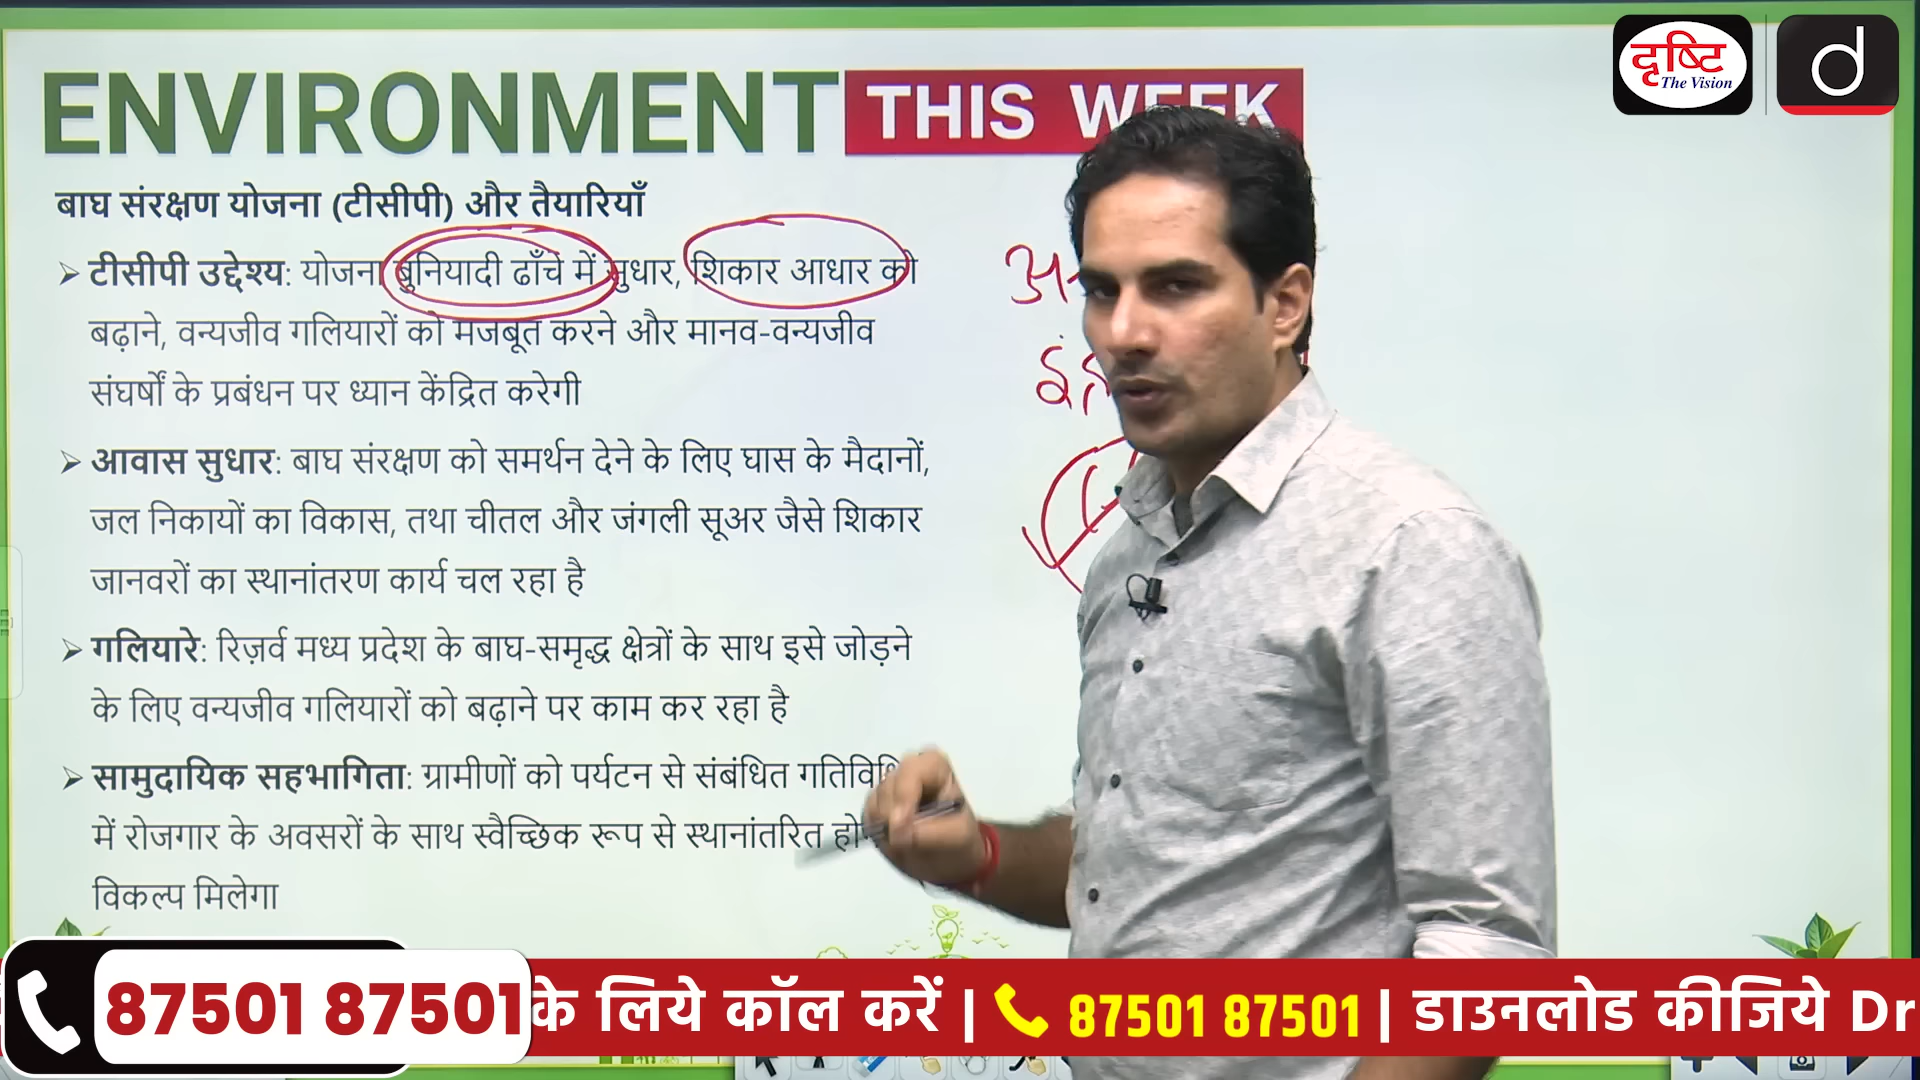 दृष्टि
The Vision
d
ENVIRONMENT THIS WEEK
बाघ संरक्षण योजना (टीसीपी) और तैयारियाँ
➢ टीसीपी उद्देश्य: योजना बुनियादी ढाँचे में सुधार, शिकार आधार को
बढ़ाने, वन्यजीव गलियारों को मजबूत करने और मानव-वन्यजीव
संघर्षों के प्रबंधन पर ध्यान केंद्रित करेगी
➢ आवास सुधार: बाघ संरक्षण को समर्थन देने के लिए घास के मैदानों,
जल निकायों का विकास, तथा चीतल और जंगली सूअर जैसे शिकार
जानवरों का स्थानांतरण कार्य चल रहा है
➢ गलियारे: रिज़र्व मध्य प्रदेश के बाघ-समृद्ध क्षेत्रों के साथ इसे जोड़ने
के लिए वन्यजीव गलियारों को बढ़ाने पर काम कर रहा है
➢ सामुदायिक सहभागिता: ग्रामीणों को पर्यटन से संबंधित
में रोजगार के अवसरों के साथ स्वैच्छिक रूप से स्थानांतरित
विकल्प मिलेगा
87501 87501 के लिये कॉल करें | 87501 87501 | डाउनलोड कीजिये Dr